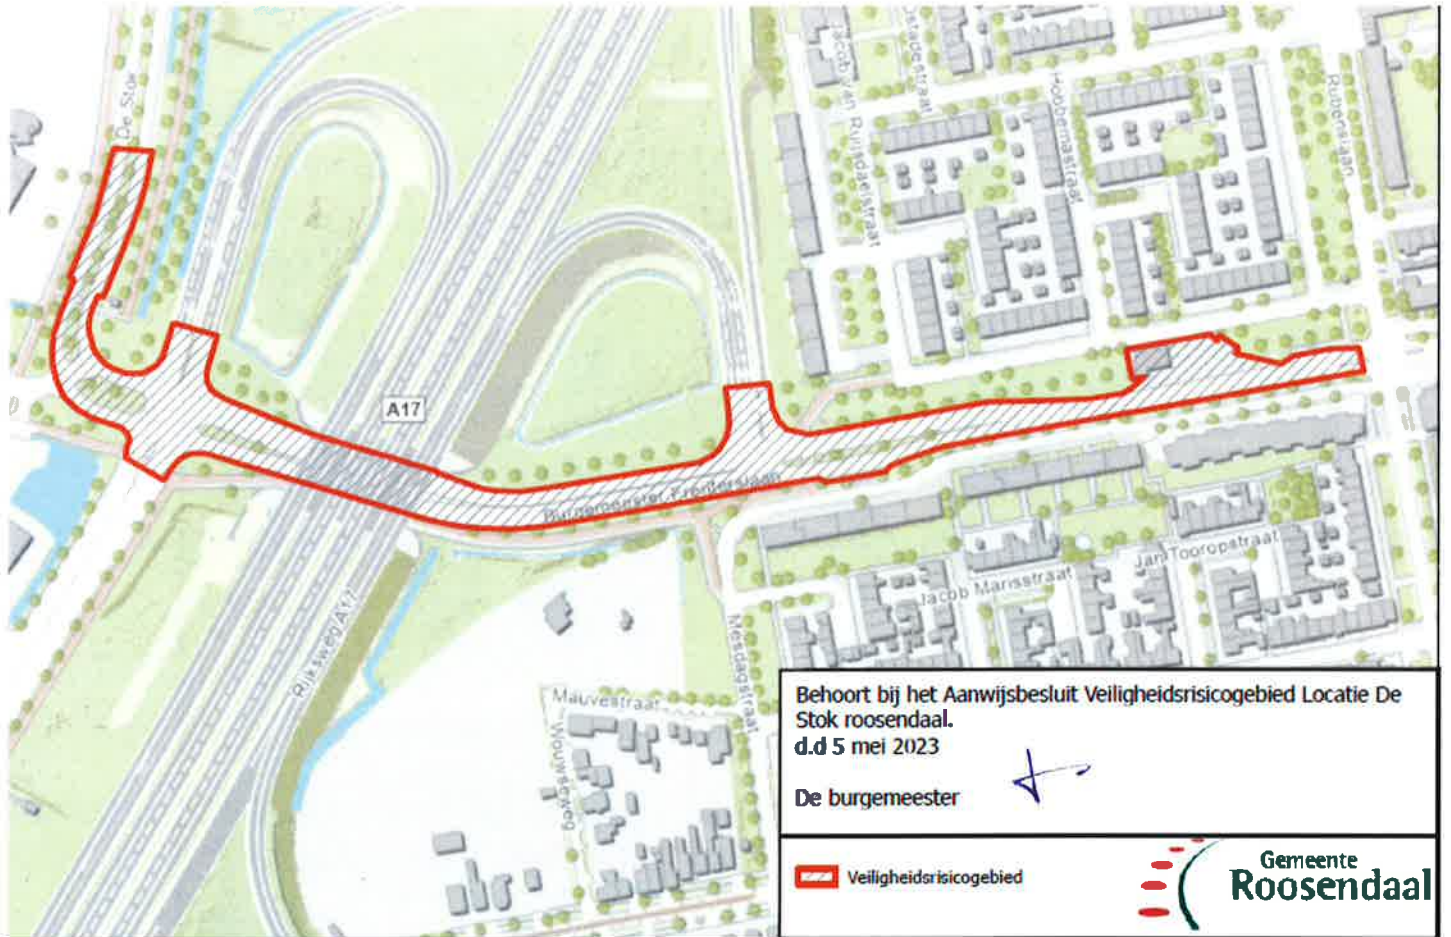 De Stok
Jacob van Ruijsdaelstraat
Hobbemastraat
Rubenslaan
A17
Burgemeester Freijterslaan
Rijksweg A17
Jan Tooropstraat
Jacob Marisstraat
Mesdagstraat
Mauvestraat
Wouwseweg
Behoort bij het Aanwijsbesluit Veiligheidsrisicogebied Locatie De
Stok roosendaal.
d.d 5 mei 2023
De burgemeester
Veiligheidsrisicogebied
Gemeente
Roosendaal